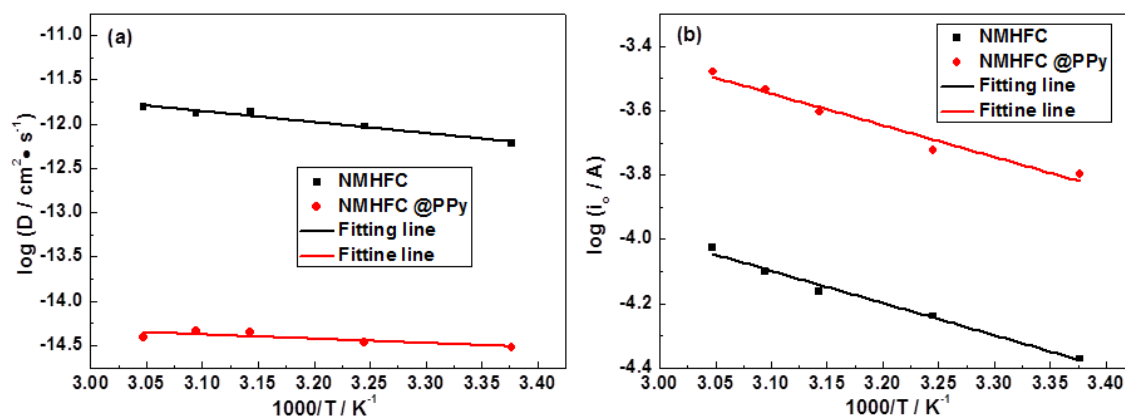 (a)
-11.0
-11.5
-12.0
-12.5
-13.0
-13.5
-14.0
-14.5
log (D / cm²• s⁻¹)
NMHFC
NMHFC @PPy
Fitting line
Fittine line
3.00 3.05 3.10 3.15 3.20 3.25 3.30 3.35 3.40
1000/T / K⁻¹
(b)
-3.4
-3.6
-3.8
-4.0
-4.2
-4.4
log (iₒ / A)
NMHFC
NMHFC @PPy
Fitting line
Fittine line
3.00 3.05 3.10 3.15 3.20 3.25 3.30 3.35 3.40
1000/T / K⁻¹